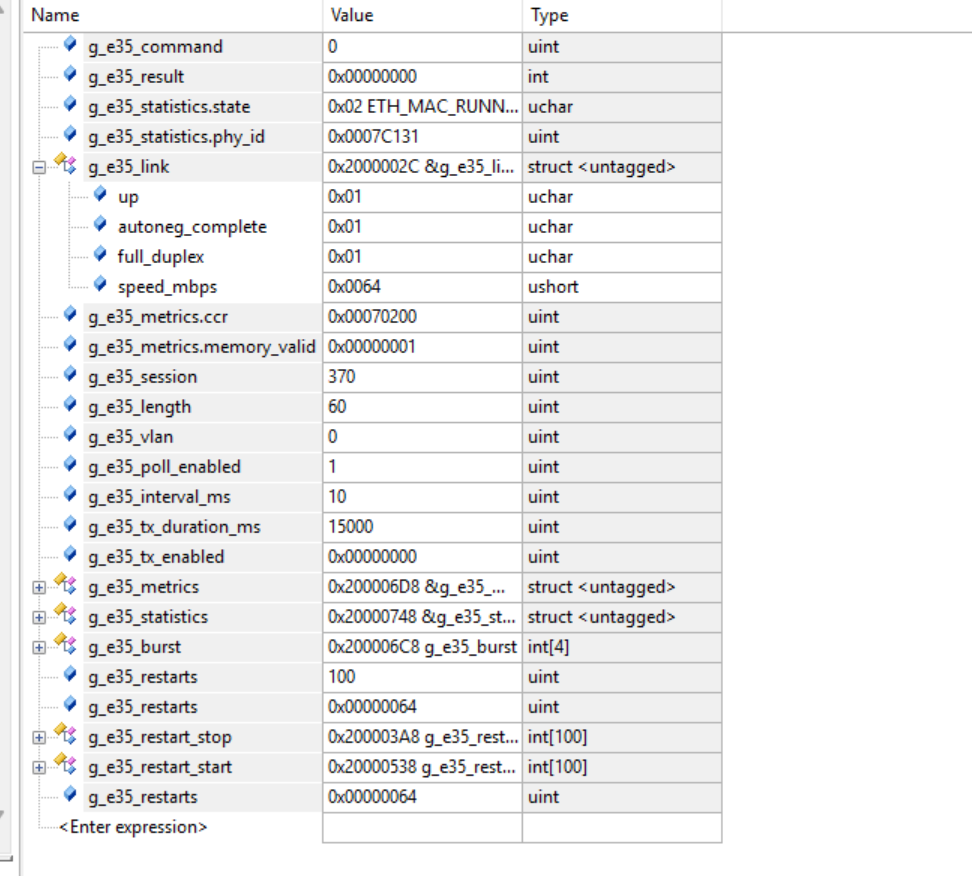 Name Value Type
g_e35_command 0 uint
g_e35_result 0x00000000 int
g_e35_statistics.state 0x02 ETH_MAC_RUNN... uchar
g_e35_statistics.phy_id 0x0007C131 uint
g_e35_link 0x2000002C &g_e35_li... struct <untagged>
up 0x01 uchar
autoneg_complete 0x01 uchar
full_duplex 0x01 uchar
speed_mbps 0x0064 ushort
g_e35_metrics.ccr 0x00070200 uint
g_e35_metrics.memory_valid 0x00000001 uint
g_e35_session 370 uint
g_e35_length 60 uint
g_e35_vlan 0 uint
g_e35_poll_enabled 1 uint
g_e35_interval_ms 10 uint
g_e35_tx_duration_ms 15000 uint
g_e35_tx_enabled 0x00000000 uint
g_e35_metrics 0x200006D8 &g_e35_... struct <untagged>
g_e35_statistics 0x20000748 &g_e35_st... struct <untagged>
g_e35_burst 0x200006C8 g_e35_burst int[4]
g_e35_restarts 100 uint
g_e35_restarts 0x00000064 uint
g_e35_restart_stop 0x200003A8 g_e35_rest... int[100]
g_e35_restart_start 0x20000538 g_e35_rest... int[100]
g_e35_restarts 0x00000064 uint
<Enter expression>